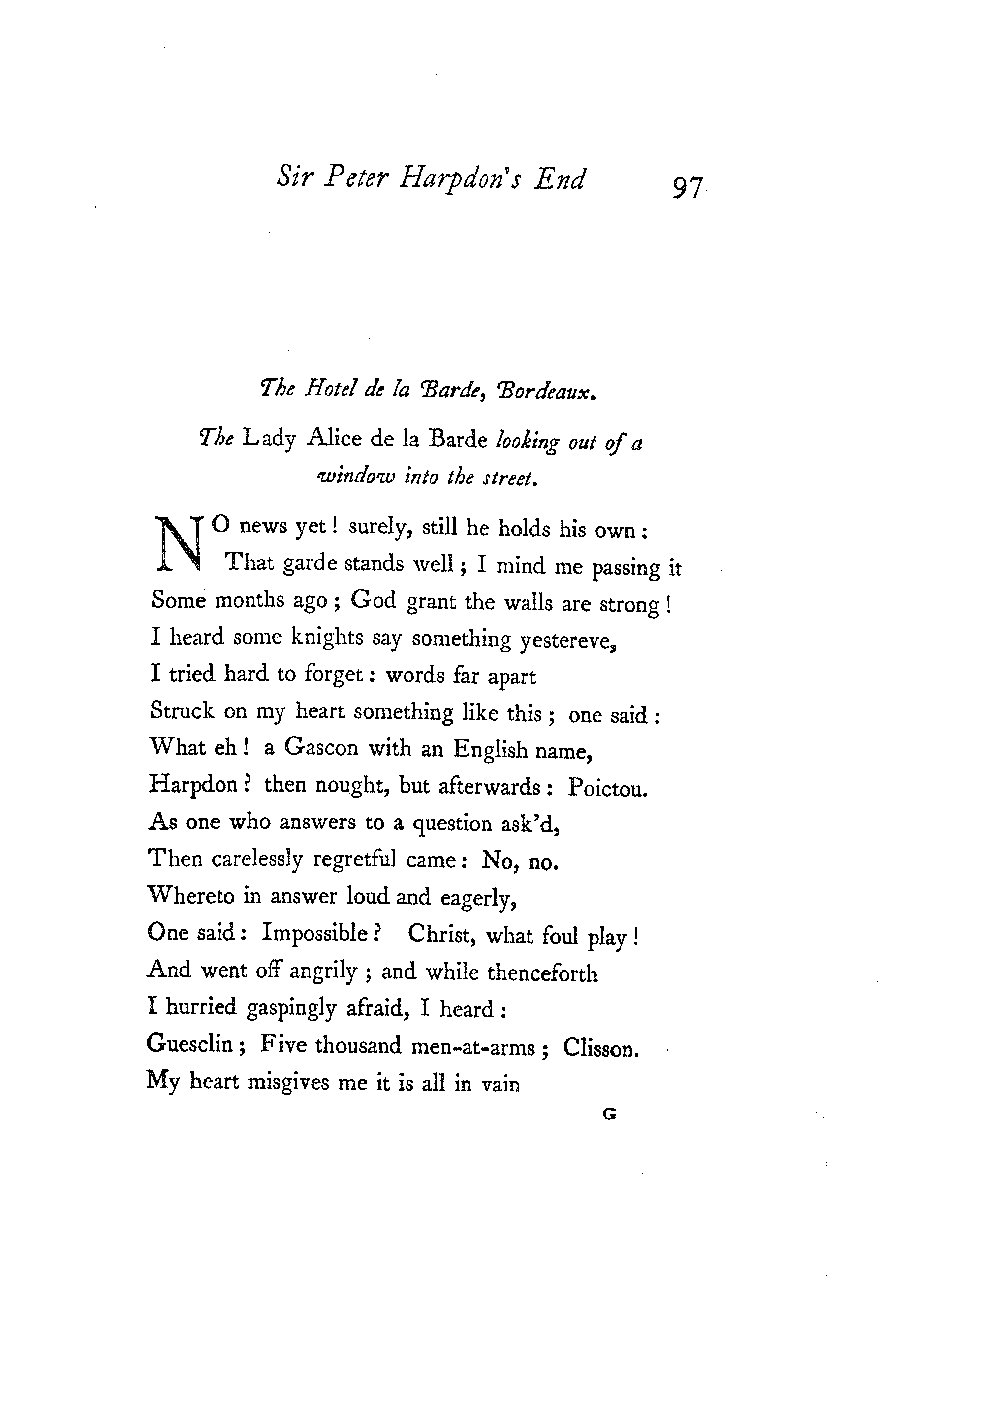 Sir Peter Harpdon's End 97
The Hotel de la Barde, Bordeaux.
The Lady Alice de la Barde looking out of a
window into the street.
NO news yet! surely, still he holds his own:
That garde stands well; I mind me passing it
Some months ago; God grant the walls are strong!
I heard some knights say something yestereve,
I tried hard to forget: words far apart
Struck on my heart something like this; one said:
What eh! a Gascon with an English name,
Harpdon? then nought, but afterwards: Poictou.
As one who answers to a question ask'd,
Then carelessly regretful came: No, no.
Whereto in answer loud and eagerly,
One said: Impossible? Christ, what foul play!
And went off angrily; and while thenceforth
I hurried gaspingly afraid, I heard:
Guesclin; Five thousand men-at-arms; Clisson.
My heart misgives me it is all in vain
G